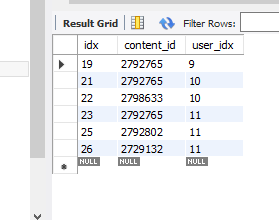 Result Grid Filter Rows:
idx content_id user_idx
19 2792765 9
21 2792765 10
22 2798633 10
23 2792765 11
25 2792802 11
26 2729132 11
NULL NULL NULL